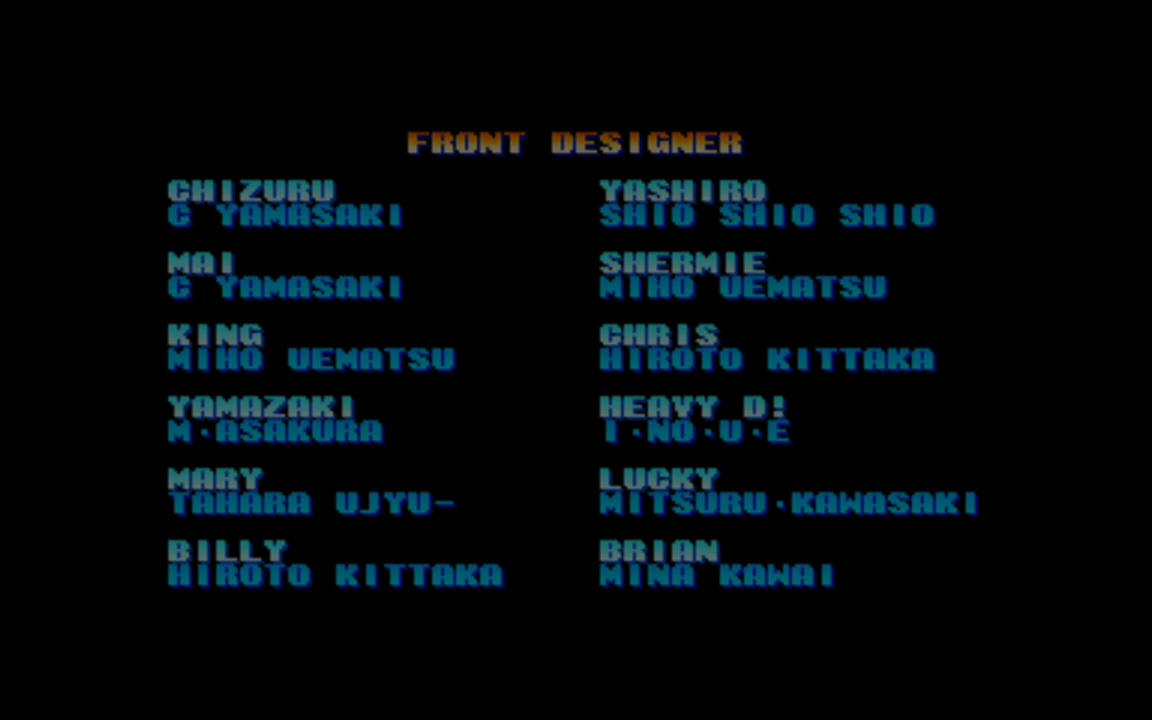 FRONT DESIGNER
CHIZURU
C YAMASAKI
MAI
C YAMASAKI
KING
MIHO UEMATSU
YAMAZAKI
M·ASAKURA
MARY
TAHARA UJYU-
BILLY
HIROTO KITTAKA
YASHIRO
SHIO SHIO SHIO
SHERMIE
MIHO UEMATSU
CHRIS
HIROTO KITTAKA
HEAVY D!
I·NO·U·E
LUCKY
MITSURU·KAWASAKI
BRIAN
MINA KAWAI